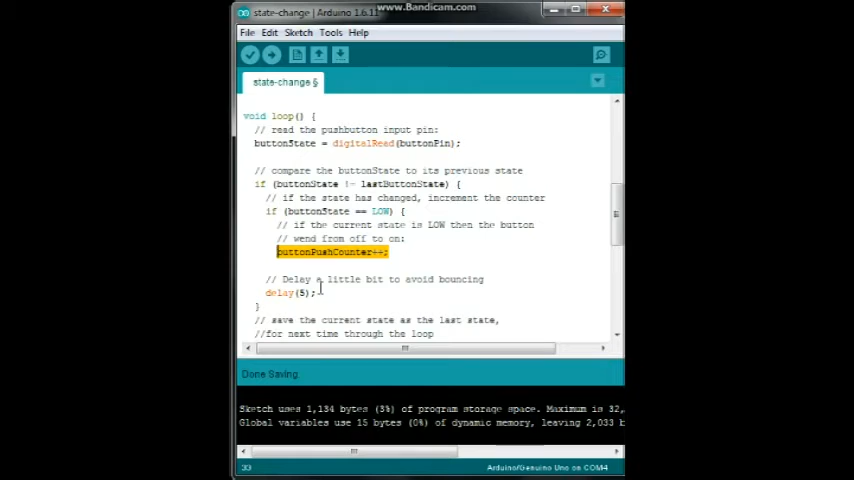 www.Bandicam.com
state-change | Arduino 1.6.11
File Edit Sketch Tools Help
state-change §
void loop() {
// read the pushbutton input pin:
buttonState = digitalRead(buttonPin);
// compare the buttonState to its previous state
if (buttonState != lastButtonState) {
// if the state has changed, increment the counter
if (buttonState == LOW) {
// if the current state is LOW then the button
// wend from off to on:
buttonPushCounter++;
// Delay a little bit to avoid bouncing
delay(5);
}
// save the current state as the last state,
//for next time through the loop
Done Saving.
Sketch uses 1,134 bytes (3%) of program storage space. Maximum is 32,
Global variables use 15 bytes (0%) of dynamic memory, leaving 2,033 b
33 Arduino/Genuino Uno on COM4